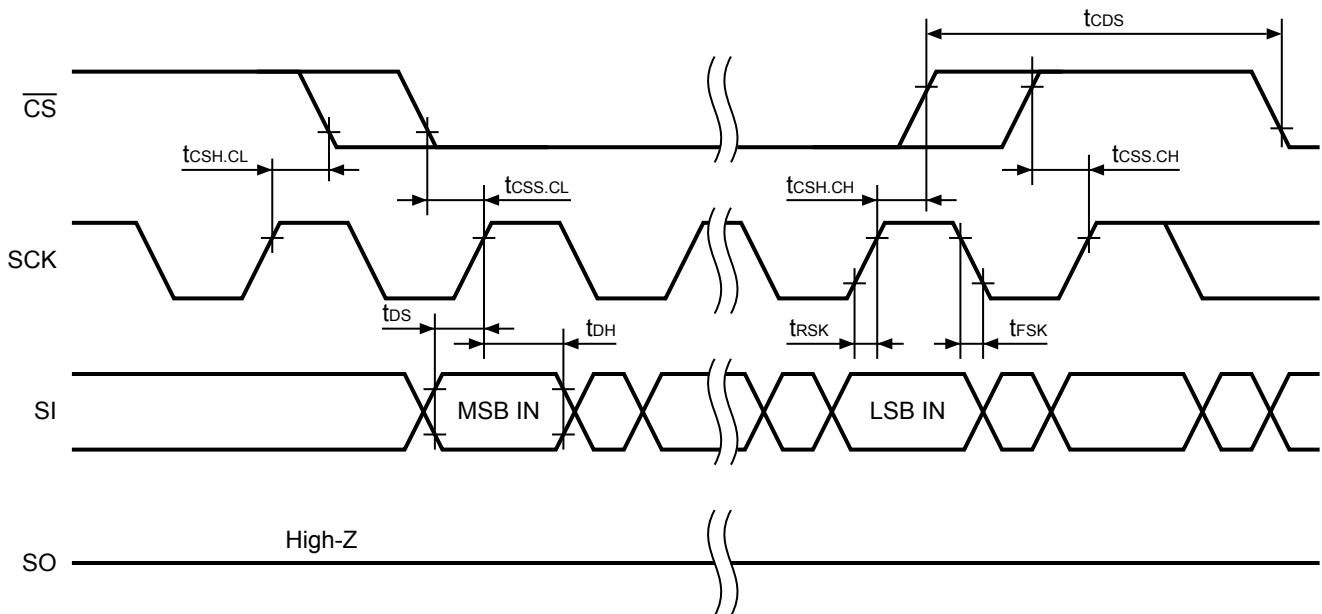 tCDS
CS
tCSH.CL
tCSS.CL
tCSH.CH
tCSS.CH
SCK
tDS
tDH
tRSK
tFSK
SI
MSB IN
LSB IN
High-Z
SO